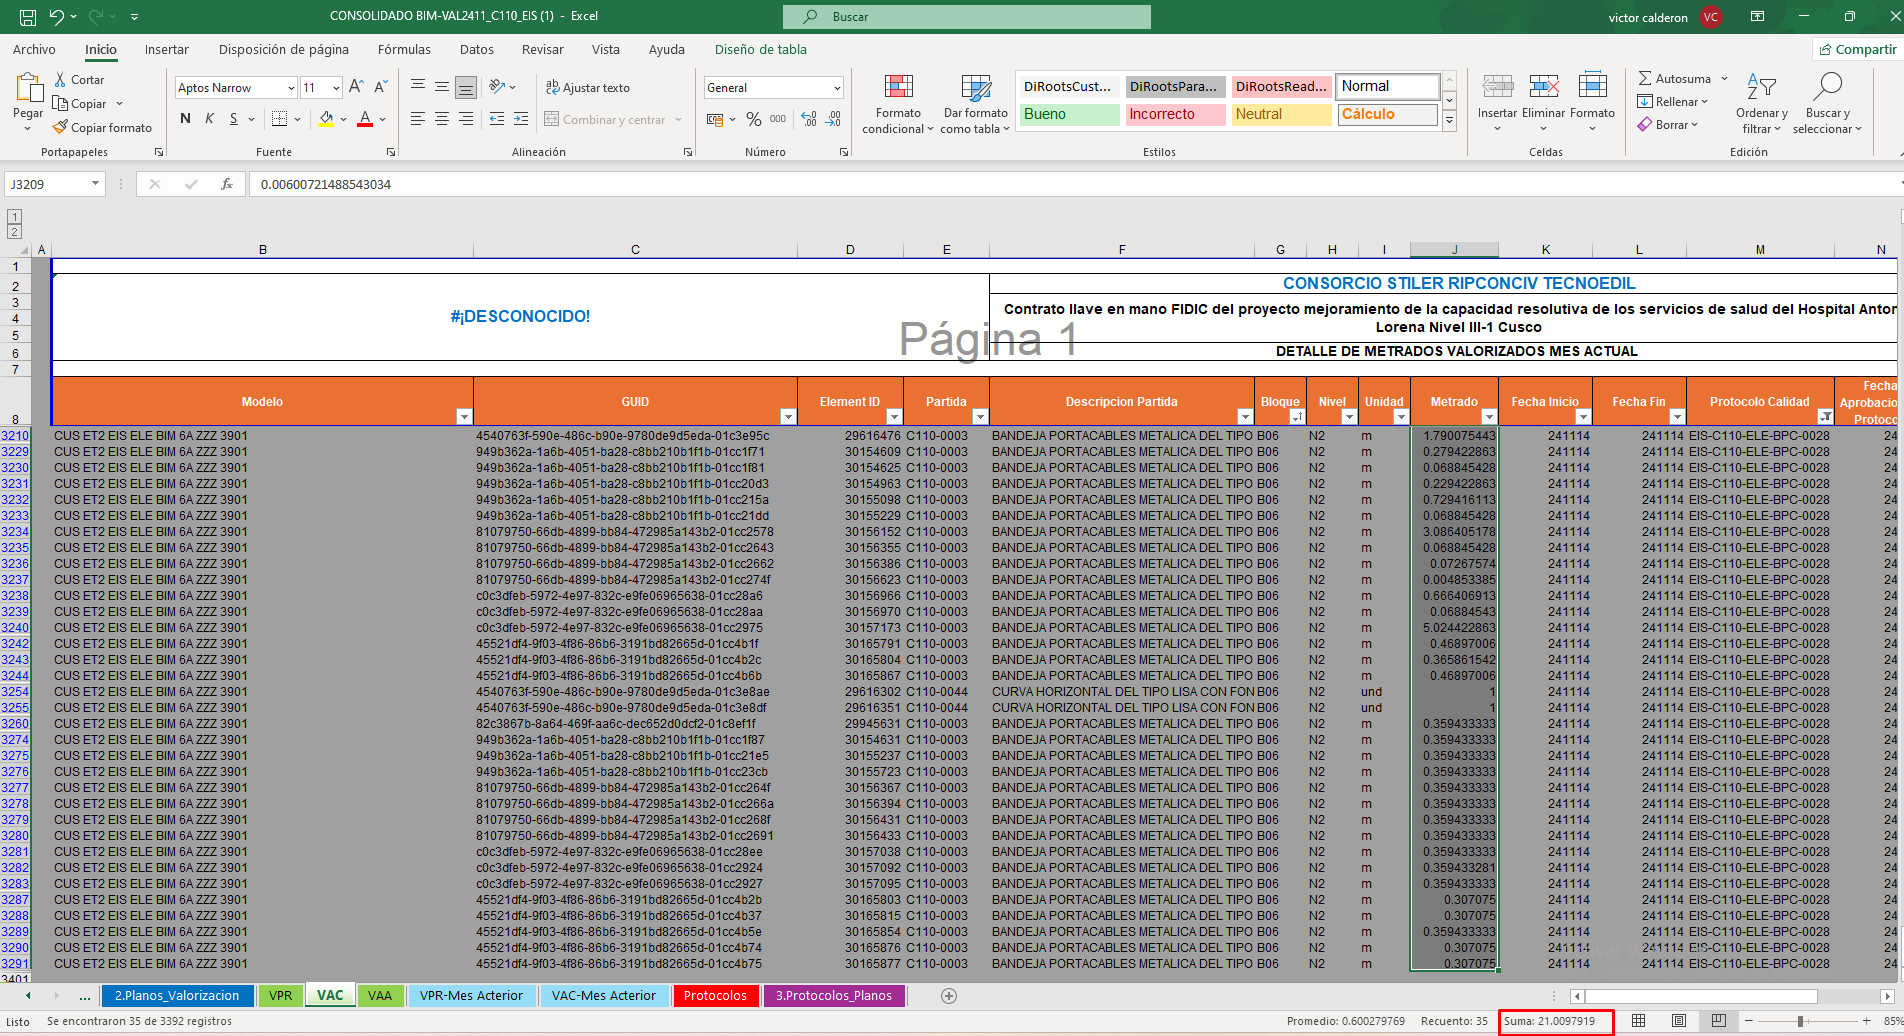 CONSOLIDADO BIM-VAL2411_C110_EIS (1) - Excel
Buscar
victor calderon VC
Archivo Inicio Insertar Disposición de página Fórmulas Datos Revisar Vista Ayuda Diseño de tabla Compartir
Pegar Cortar Copiar Copiar formato
Aptos Narrow 11
N K S
Ajustar texto
Combinar y centrar
General
% 000
Formato condicional
Dar formato como tabla
DiRootsCust... DiRootsPara... DiRootsRead... Normal
Bueno Incorrecto Neutral Cálculo
Insertar Eliminar Formato
Autosuma
Rellenar
Borrar
Ordenar y filtrar
Buscar y seleccionar
Portapapeles Fuente Alineación Número Estilos Celdas Edición
J3209 fx 0.00600721488543034
1
2
A B C D E F G H I J K L M N
1
2 CONSORCIO STILER RIPCONCIV TECNOEDIL
3
#¡DESCONOCIDO!
4 Contrato llave en mano FIDIC del proyecto mejoramiento de la capacidad resolutiva de los servicios de salud del Hospital Anton
5 Lorena Nivel III-1 Cusco
Página 1
6 DETALLE DE METRADOS VALORIZADOS MES ACTUAL
7
8 Modelo GUID Element ID Partida Descripcion Partida Bloque Nivel Unidad Metrado Fecha Inicio Fecha Fin Protocolo Calidad Fecha Aprobacio Protoco
3210 CUS ET2 EIS ELE BIM 6A ZZZ 3901 4540763f-590e-486c-b90e-9780de9d5eda-01c3e95c 29616476 C110-0003 BANDEJA PORTACABLES METALICA DEL TIPO B06 N2 m 1.790075443 241114 241114 EIS-C110-ELE-BPC-0028 24
3229 CUS ET2 EIS ELE BIM 6A ZZZ 3901 949b362a-1a6b-4051-ba28-c8bb210b1f1b-01cc1f71 30154609 C110-0003 BANDEJA PORTACABLES METALICA DEL TIPO B06 N2 m 0.279422863 241114 241114 EIS-C110-ELE-BPC-0028 24
3230 CUS ET2 EIS ELE BIM 6A ZZZ 3901 949b362a-1a6b-4051-ba28-c8bb210b1f1b-01cc1f81 30154625 C110-0003 BANDEJA PORTACABLES METALICA DEL TIPO B06 N2 m 0.068845428 241114 241114 EIS-C110-ELE-BPC-0028 24
3231 CUS ET2 EIS ELE BIM 6A ZZZ 3901 949b362a-1a6b-4051-ba28-c8bb210b1f1b-01cc20d3 30154963 C110-0003 BANDEJA PORTACABLES METALICA DEL TIPO B06 N2 m 0.229422863 241114 241114 EIS-C110-ELE-BPC-0028 24
3232 CUS ET2 EIS ELE BIM 6A ZZZ 3901 949b362a-1a6b-4051-ba28-c8bb210b1f1b-01cc215a 30155098 C110-0003 BANDEJA PORTACABLES METALICA DEL TIPO B06 N2 m 0.729416113 241114 241114 EIS-C110-ELE-BPC-0028 24
3233 CUS ET2 EIS ELE BIM 6A ZZZ 3901 949b362a-1a6b-4051-ba28-c8bb210b1f1b-01cc21dd 30155229 C110-0003 BANDEJA PORTACABLES METALICA DEL TIPO B06 N2 m 0.068845428 241114 241114 EIS-C110-ELE-BPC-0028 24
3234 CUS ET2 EIS ELE BIM 6A ZZZ 3901 81079750-66db-4899-bb84-472985a143b2-01cc2578 30156152 C110-0003 BANDEJA PORTACABLES METALICA DEL TIPO B06 N2 m 3.086405178 241114 241114 EIS-C110-ELE-BPC-0028 24
3235 CUS ET2 EIS ELE BIM 6A ZZZ 3901 81079750-66db-4899-bb84-472985a143b2-01cc2643 30156355 C110-0003 BANDEJA PORTACABLES METALICA DEL TIPO B06 N2 m 0.068845428 241114 241114 EIS-C110-ELE-BPC-0028 24
3236 CUS ET2 EIS ELE BIM 6A ZZZ 3901 81079750-66db-4899-bb84-472985a143b2-01cc2662 30156386 C110-0003 BANDEJA PORTACABLES METALICA DEL TIPO B06 N2 m 0.07267574 241114 241114 EIS-C110-ELE-BPC-0028 24
3237 CUS ET2 EIS ELE BIM 6A ZZZ 3901 81079750-66db-4899-bb84-472985a143b2-01cc274f 30156623 C110-0003 BANDEJA PORTACABLES METALICA DEL TIPO B06 N2 m 0.004853385 241114 241114 EIS-C110-ELE-BPC-0028 24
3238 CUS ET2 EIS ELE BIM 6A ZZZ 3901 c0c3dfeb-5972-4e97-832c-e9fe06965638-01cc28a6 30156966 C110-0003 BANDEJA PORTACABLES METALICA DEL TIPO B06 N2 m 0.666406913 241114 241114 EIS-C110-ELE-BPC-0028 24
3239 CUS ET2 EIS ELE BIM 6A ZZZ 3901 c0c3dfeb-5972-4e97-832c-e9fe06965638-01cc28aa 30156970 C110-0003 BANDEJA PORTACABLES METALICA DEL TIPO B06 N2 m 0.06884543 241114 241114 EIS-C110-ELE-BPC-0028 24
3240 CUS ET2 EIS ELE BIM 6A ZZZ 3901 c0c3dfeb-5972-4e97-832c-e9fe06965638-01cc2975 30157173 C110-0003 BANDEJA PORTACABLES METALICA DEL TIPO B06 N2 m 5.024422863 241114 241114 EIS-C110-ELE-BPC-0028 24
3242 CUS ET2 EIS ELE BIM 6A ZZZ 3901 45521df4-9f03-4f86-86b6-3191bd82665d-01cc4b1f 30165791 C110-0003 BANDEJA PORTACABLES METALICA DEL TIPO B06 N2 m 0.46897006 241114 241114 EIS-C110-ELE-BPC-0028 24
3243 CUS ET2 EIS ELE BIM 6A ZZZ 3901 45521df4-9f03-4f86-86b6-3191bd82665d-01cc4b2c 30165804 C110-0003 BANDEJA PORTACABLES METALICA DEL TIPO B06 N2 m 0.365861542 241114 241114 EIS-C110-ELE-BPC-0028 24
3244 CUS ET2 EIS ELE BIM 6A ZZZ 3901 45521df4-9f03-4f86-86b6-3191bd82665d-01cc4b6b 30165867 C110-0003 BANDEJA PORTACABLES METALICA DEL TIPO B06 N2 m 0.46897006 241114 241114 EIS-C110-ELE-BPC-0028 24
3254 CUS ET2 EIS ELE BIM 6A ZZZ 3901 4540763f-590e-486c-b90e-9780de9d5eda-01c3e8ae 29616302 C110-0044 CURVA HORIZONTAL DEL TIPO LISA CON FON B06 N2 und 1 241114 241114 EIS-C110-ELE-BPC-0028 24
3255 CUS ET2 EIS ELE BIM 6A ZZZ 3901 4540763f-590e-486c-b90e-9780de9d5eda-01c3e8df 29616351 C110-0044 CURVA HORIZONTAL DEL TIPO LISA CON FON B06 N2 und 1 241114 241114 EIS-C110-ELE-BPC-0028 24
3260 CUS ET2 EIS ELE BIM 6A ZZZ 3901 82c3867b-8a64-469f-aa6c-dec652d0dcf2-01c8ef1f 29945631 C110-0003 BANDEJA PORTACABLES METALICA DEL TIPO B06 N2 m 0.359433333 241114 241114 EIS-C110-ELE-BPC-0028 24
3274 CUS ET2 EIS ELE BIM 6A ZZZ 3901 949b362a-1a6b-4051-ba28-c8bb210b1f1b-01cc1f87 30154631 C110-0003 BANDEJA PORTACABLES METALICA DEL TIPO B06 N2 m 0.359433333 241114 241114 EIS-C110-ELE-BPC-0028 24
3275 CUS ET2 EIS ELE BIM 6A ZZZ 3901 949b362a-1a6b-4051-ba28-c8bb210b1f1b-01cc21e5 30155237 C110-0003 BANDEJA PORTACABLES METALICA DEL TIPO B06 N2 m 0.359433333 241114 241114 EIS-C110-ELE-BPC-0028 24
3276 CUS ET2 EIS ELE BIM 6A ZZZ 3901 949b362a-1a6b-4051-ba28-c8bb210b1f1b-01cc23cb 30155723 C110-0003 BANDEJA PORTACABLES METALICA DEL TIPO B06 N2 m 0.359433333 241114 241114 EIS-C110-ELE-BPC-0028 24
3277 CUS ET2 EIS ELE BIM 6A ZZZ 3901 81079750-66db-4899-bb84-472985a143b2-01cc264f 30156367 C110-0003 BANDEJA PORTACABLES METALICA DEL TIPO B06 N2 m 0.359433333 241114 241114 EIS-C110-ELE-BPC-0028 24
3278 CUS ET2 EIS ELE BIM 6A ZZZ 3901 81079750-66db-4899-bb84-472985a143b2-01cc266a 30156394 C110-0003 BANDEJA PORTACABLES METALICA DEL TIPO B06 N2 m 0.359433333 241114 241114 EIS-C110-ELE-BPC-0028 24
3279 CUS ET2 EIS ELE BIM 6A ZZZ 3901 81079750-66db-4899-bb84-472985a143b2-01cc268f 30156431 C110-0003 BANDEJA PORTACABLES METALICA DEL TIPO B06 N2 m 0.359433333 241114 241114 EIS-C110-ELE-BPC-0028 24
3280 CUS ET2 EIS ELE BIM 6A ZZZ 3901 81079750-66db-4899-bb84-472985a143b2-01cc2691 30156433 C110-0003 BANDEJA PORTACABLES METALICA DEL TIPO B06 N2 m 0.359433333 241114 241114 EIS-C110-ELE-BPC-0028 24
3281 CUS ET2 EIS ELE BIM 6A ZZZ 3901 c0c3dfeb-5972-4e97-832c-e9fe06965638-01cc28ee 30157038 C110-0003 BANDEJA PORTACABLES METALICA DEL TIPO B06 N2 m 0.359433333 241114 241114 EIS-C110-ELE-BPC-0028 24
3282 CUS ET2 EIS ELE BIM 6A ZZZ 3901 c0c3dfeb-5972-4e97-832c-e9fe06965638-01cc2924 30157092 C110-0003 BANDEJA PORTACABLES METALICA DEL TIPO B06 N2 m 0.359433281 241114 241114 EIS-C110-ELE-BPC-0028 24
3283 CUS ET2 EIS ELE BIM 6A ZZZ 3901 c0c3dfeb-5972-4e97-832c-e9fe06965638-01cc2927 30157095 C110-0003 BANDEJA PORTACABLES METALICA DEL TIPO B06 N2 m 0.359433333 241114 241114 EIS-C110-ELE-BPC-0028 24
3287 CUS ET2 EIS ELE BIM 6A ZZZ 3901 45521df4-9f03-4f86-86b6-3191bd82665d-01cc4b2b 30165803 C110-0003 BANDEJA PORTACABLES METALICA DEL TIPO B06 N2 m 0.307075 241114 241114 EIS-C110-ELE-BPC-0028 24
3288 CUS ET2 EIS ELE BIM 6A ZZZ 3901 45521df4-9f03-4f86-86b6-3191bd82665d-01cc4b37 30165815 C110-0003 BANDEJA PORTACABLES METALICA DEL TIPO B06 N2 m 0.307075 241114 241114 EIS-C110-ELE-BPC-0028 24
3289 CUS ET2 EIS ELE BIM 6A ZZZ 3901 45521df4-9f03-4f86-86b6-3191bd82665d-01cc4b5e 30165854 C110-0003 BANDEJA PORTACABLES METALICA DEL TIPO B06 N2 m 0.359433333 241114 241114 EIS-C110-ELE-BPC-0028 24
3290 CUS ET2 EIS ELE BIM 6A ZZZ 3901 45521df4-9f03-4f86-86b6-3191bd82665d-01cc4b74 30165876 C110-0003 BANDEJA PORTACABLES METALICA DEL TIPO B06 N2 m 0.307075 241114 241114 EIS-C110-ELE-BPC-0028 24
3291 CUS ET2 EIS ELE BIM 6A ZZZ 3901 45521df4-9f03-4f86-86b6-3191bd82665d-01cc4b75 30165877 C110-0003 BANDEJA PORTACABLES METALICA DEL TIPO B06 N2 m 0.307075 241114 241114 EIS-C110-ELE-BPC-0028 24
3401
... 2.Planos_Valorizacion VPR VAC VAA VPR-Mes Acterior VAC-Mes Acterior Protocolos 3.Protocolos_Planos
Listo Se encontraron 35 de 3392 registros Promedio: 0.600279769 Recuento: 35 Suma: 21.0097919 85%